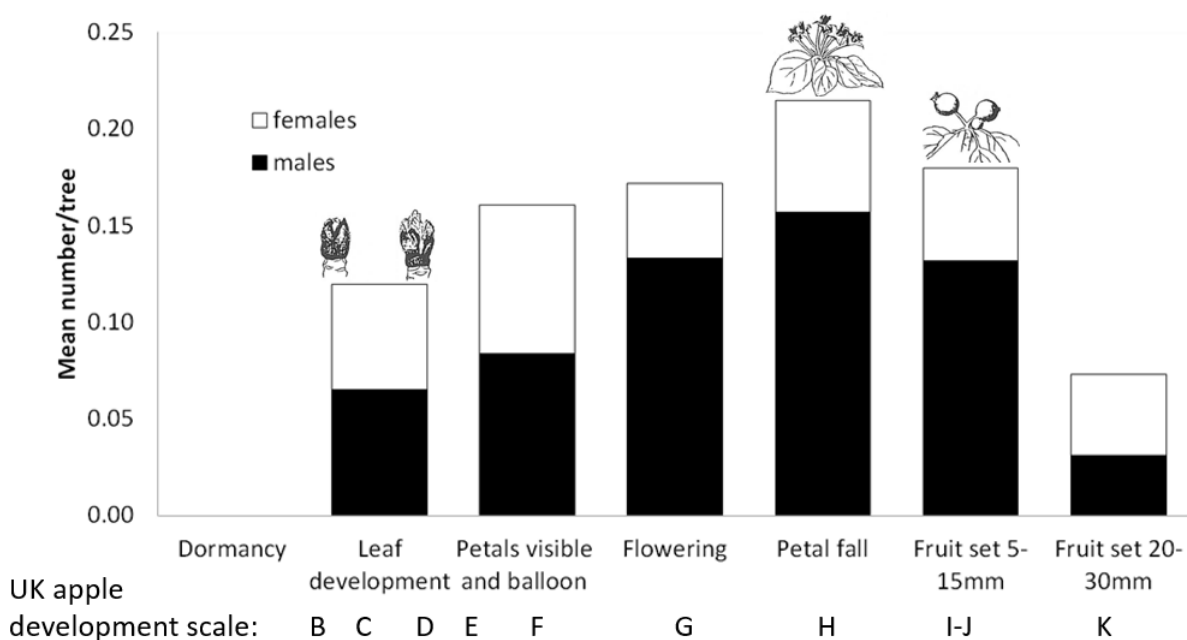 0.25
0.20
0.15
0.10
0.05
0.00
Mean number/tree
females
males
Dormancy
Leaf development
Petals visible and balloon
Flowering
Petal fall
Fruit set 5-15mm
Fruit set 20-30mm
UK apple
development scale: B C D E F G H I-J K